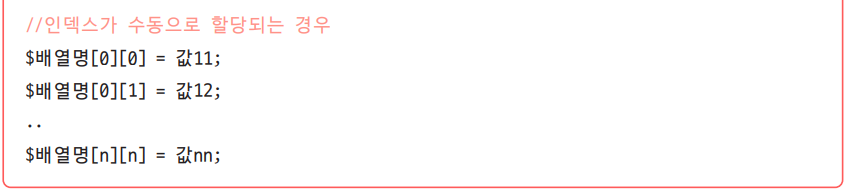 //인덱스가 수동으로 할당되는 경우
$배열명[0][0] = 값11;
$배열명[0][1] = 값12;
..
$배열명[n][n] = 값nn;